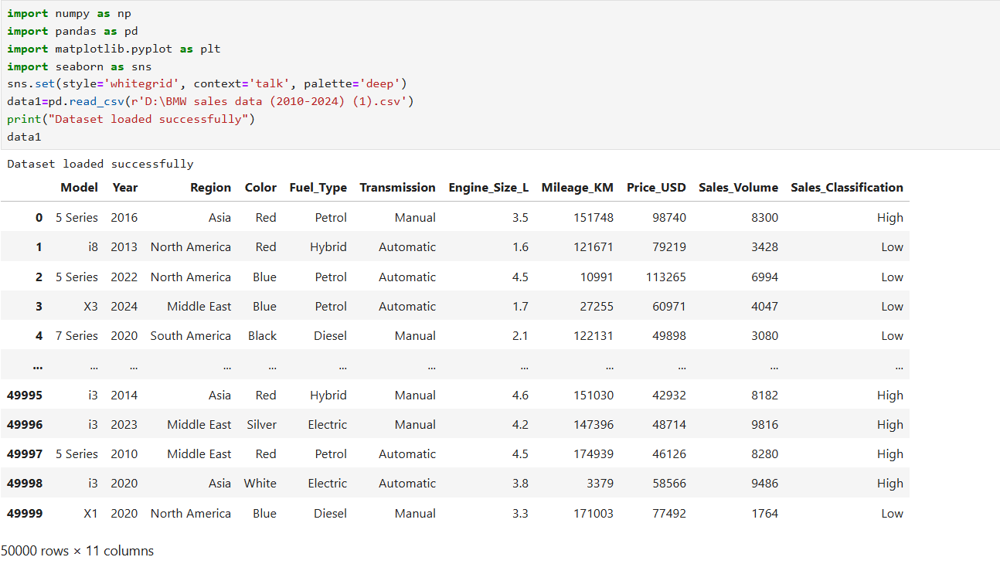 import numpy as np
import pandas as pd
import matplotlib.pyplot as plt
import seaborn as sns
sns.set(style='whitegrid', context='talk', palette='deep')
data1=pd.read_csv(r'D:\BMW sales data (2010-2024) (1).csv')
print("Dataset loaded successfully")
data1
Dataset loaded successfully
Model Year Region Color Fuel_Type Transmission Engine_Size_L Mileage_KM Price_USD Sales_Volume Sales_Classification
0 5 Series 2016 Asia Red Petrol Manual 3.5 151748 98740 8300 High
1 i8 2013 North America Red Hybrid Automatic 1.6 121671 79219 3428 Low
2 5 Series 2022 North America Blue Petrol Automatic 4.5 10991 113265 6994 Low
3 X3 2024 Middle East Blue Petrol Automatic 1.7 27255 60971 4047 Low
4 7 Series 2020 South America Black Diesel Manual 2.1 122131 49898 3080 Low
... ... ... ... ... ... ... ... ... ... ... ...
49995 i3 2014 Asia Red Hybrid Manual 4.6 151030 42932 8182 High
49996 i3 2023 Middle East Silver Electric Manual 4.2 147396 48714 9816 High
49997 5 Series 2010 Middle East Red Petrol Automatic 4.5 174939 46126 8280 High
49998 i3 2020 Asia White Electric Automatic 3.8 3379 58566 9486 High
49999 X1 2020 North America Blue Diesel Manual 3.3 171003 77492 1764 Low
50000 rows × 11 columns